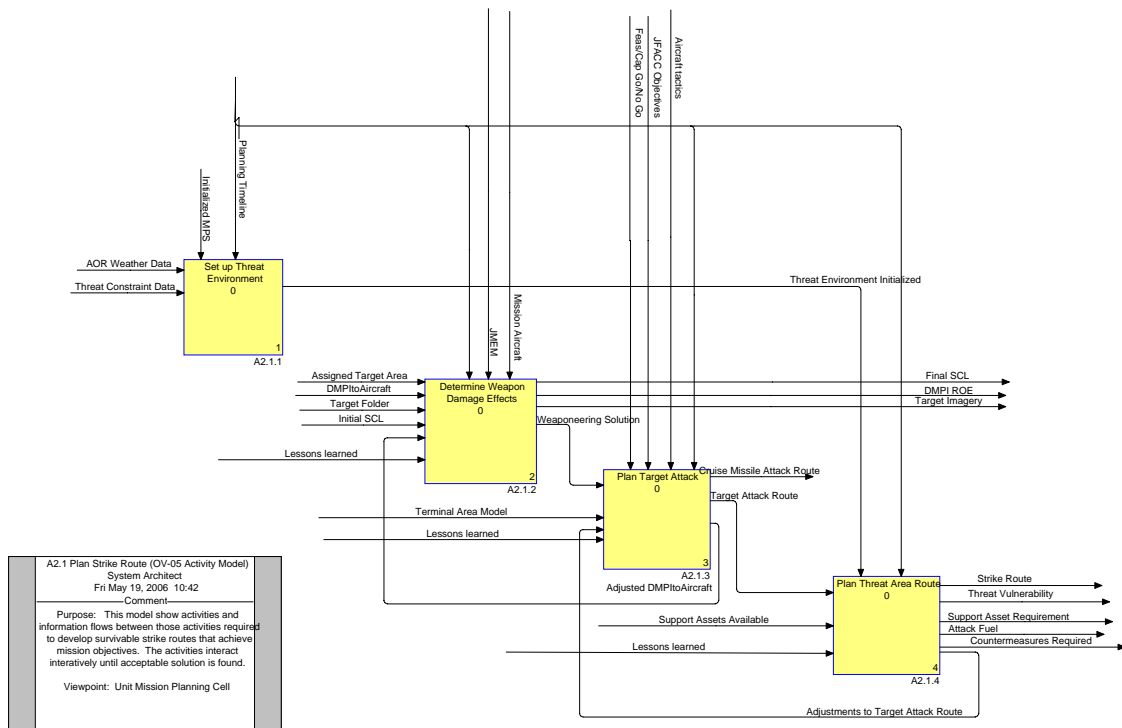 Feas/Cap Go/No Go
JFACC Objectives
Aircraft tactics
Planning Timeline
Initialized MPS
AOR Weather Data
Threat Constraint Data
Set up Threat
Environment
0
1
A2.1.1
Threat Environment Initialized
JMEM
Mission Aircraft
Assigned Target Area
DMPItoAircraft
Target Folder
Initial SCL
Lessons learned
Determine Weapon
Damage Effects
0
2
A2.1.2
Final SCL
DMPI ROE
Target Imagery
Weaponeering Solution
Terminal Area Model
Lessons learned
Plan Target Attack
0
3
A2.1.3
Cruise Missile Attack Route
Target Attack Route
Adjusted DMPItoAircraft
Support Assets Available
Lessons learned
Plan Threat Area Route
0
4
A2.1.4
Strike Route
Threat Vulnerability
Support Asset Requirement
Attack Fuel
Countermeasures Required
Adjustments to Target Attack Route
A2.1 Plan Strike Route (OV-05 Activity Model)
System Architect
Fri May 19, 2006 10:42
Comment
Purpose: This model show activities and
information flows between those activities required
to develop survivable strike routes that achieve
mission objectives. The activities interact
interatively until acceptable solution is found.
Viewpoint: Unit Mission Planning Cell